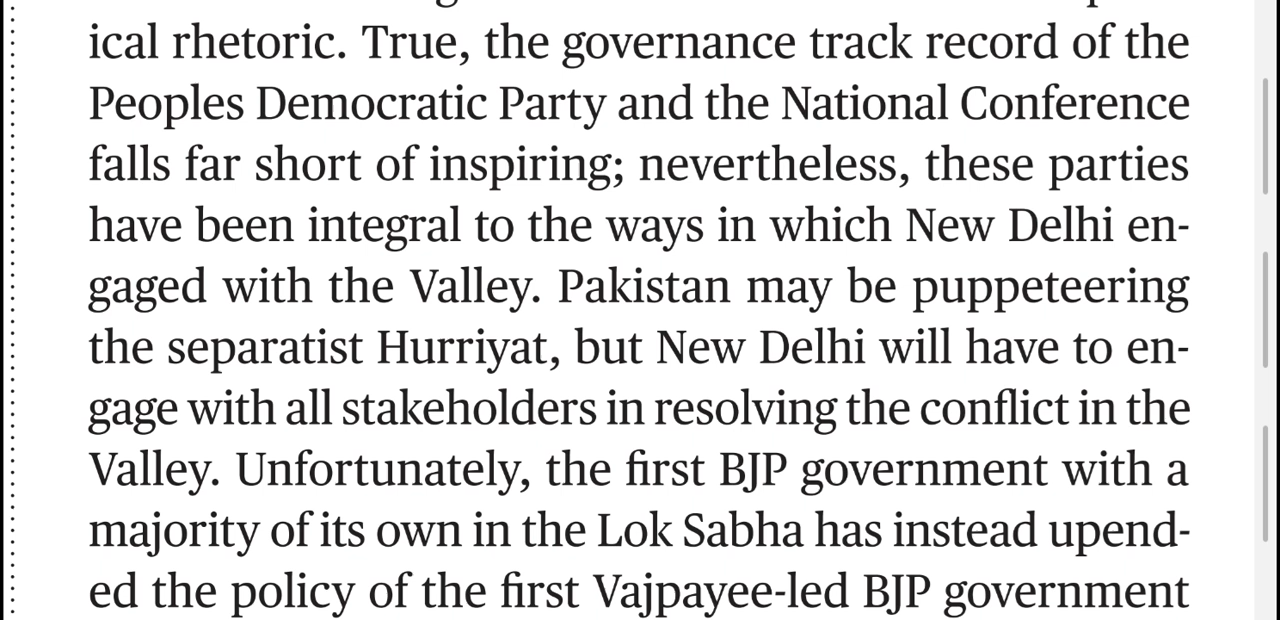 ical rhetoric. True, the governance track record of the
Peoples Democratic Party and the National Conference
falls far short of inspiring; nevertheless, these parties
have been integral to the ways in which New Delhi en-
gaged with the Valley. Pakistan may be puppeteering
the separatist Hurriyat, but New Delhi will have to en-
gage with all stakeholders in resolving the conflict in the
Valley. Unfortunately, the first BJP government with a
majority of its own in the Lok Sabha has instead upend-
ed the policy of the first Vajpayee-led BJP government